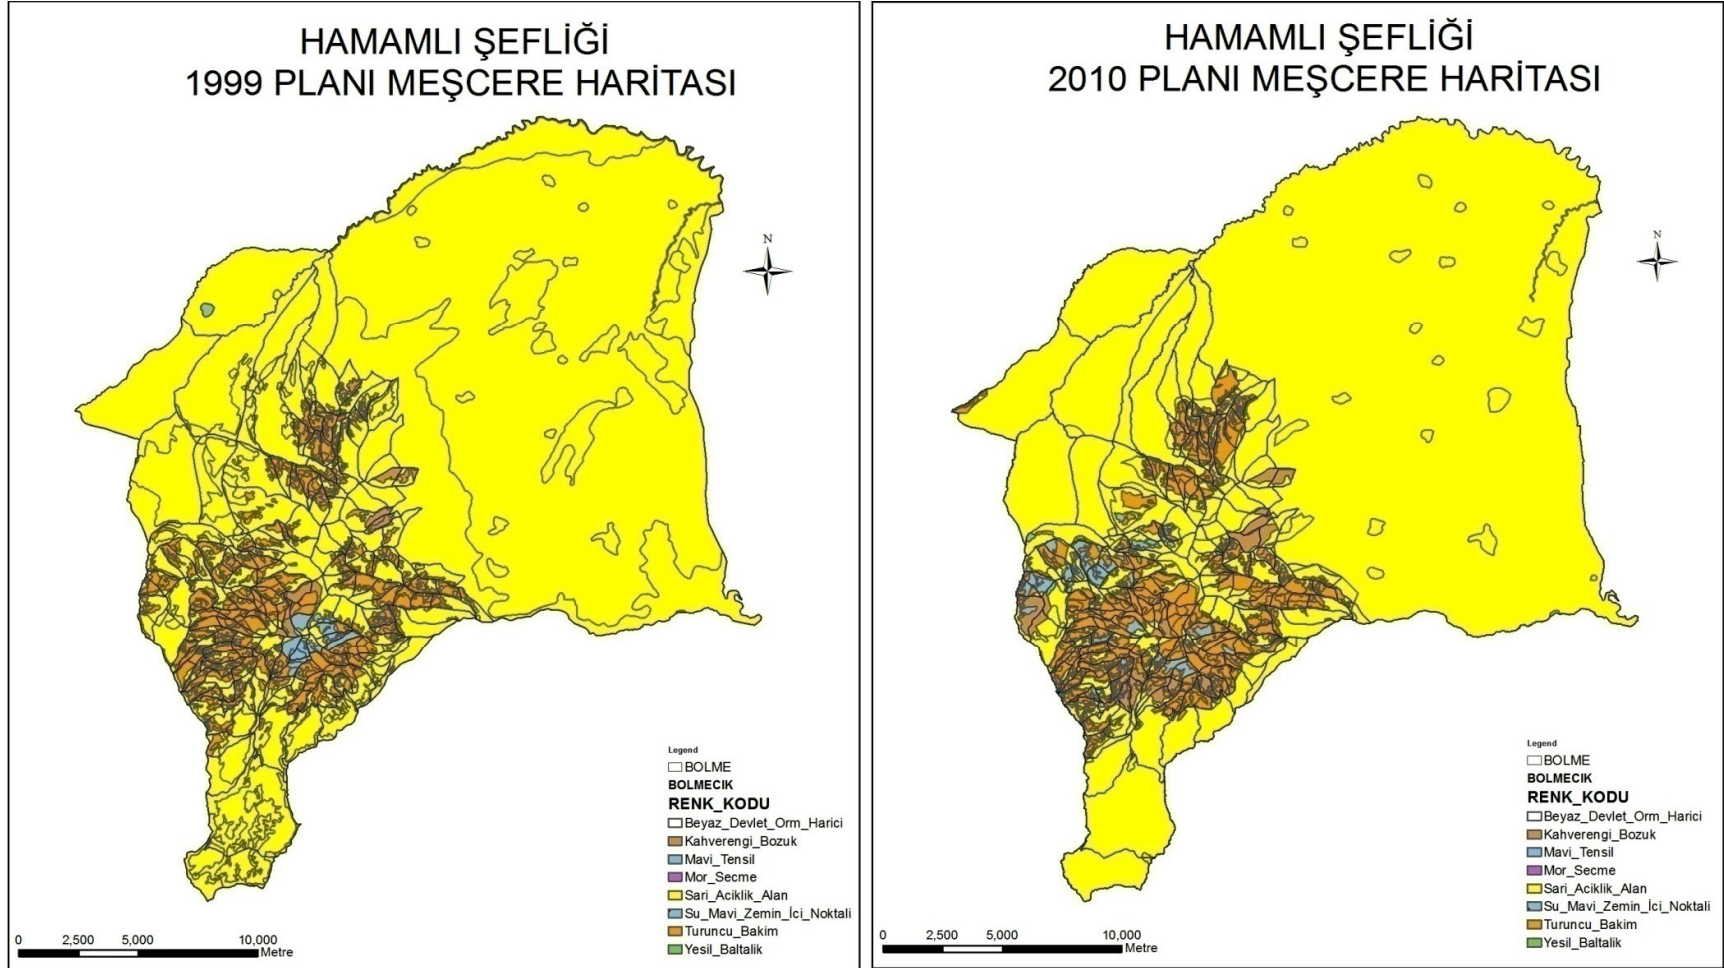 HAMAMLI ŞEFLİĞİ
1999 PLANI MEŞCERE HARİTASI
N
Legend
BOLME
BOLMECIK
RENK_KODU
Beyaz_Devlet_Orm_Harici
Kahverengi_Bozuk
Mavi_Tensil
Mor_Secme
Sari_Aciklik_Alan
Su_Mavi_Zemin_İci_Noktali
Turuncu_Bakim
Yesil_Baltalik
0 2,500 5,000 10,000
Metre
HAMAMLI ŞEFLİĞİ
2010 PLANI MEŞCERE HARİTASI
N
Legend
BOLME
BOLMECIK
RENK_KODU
Beyaz_Devlet_Orm_Harici
Kahverengi_Bozuk
Mavi_Tensil
Mor_Secme
Sari_Aciklik_Alan
Su_Mavi_Zemin_İci_Noktali
Turuncu_Bakim
Yesil_Baltalik
0 2,500 5,000 10,000
Metre